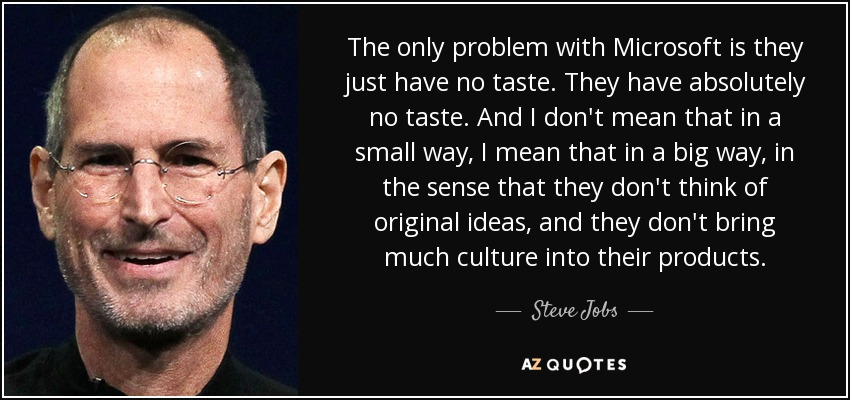 The only problem with Microsoft is they
just have no taste. They have absolutely
no taste. And I don't mean that in a
small way, I mean that in a big way, in
the sense that they don't think of
original ideas, and they don't bring
much culture into their products.
Steve Jobs
AZ QUOTES